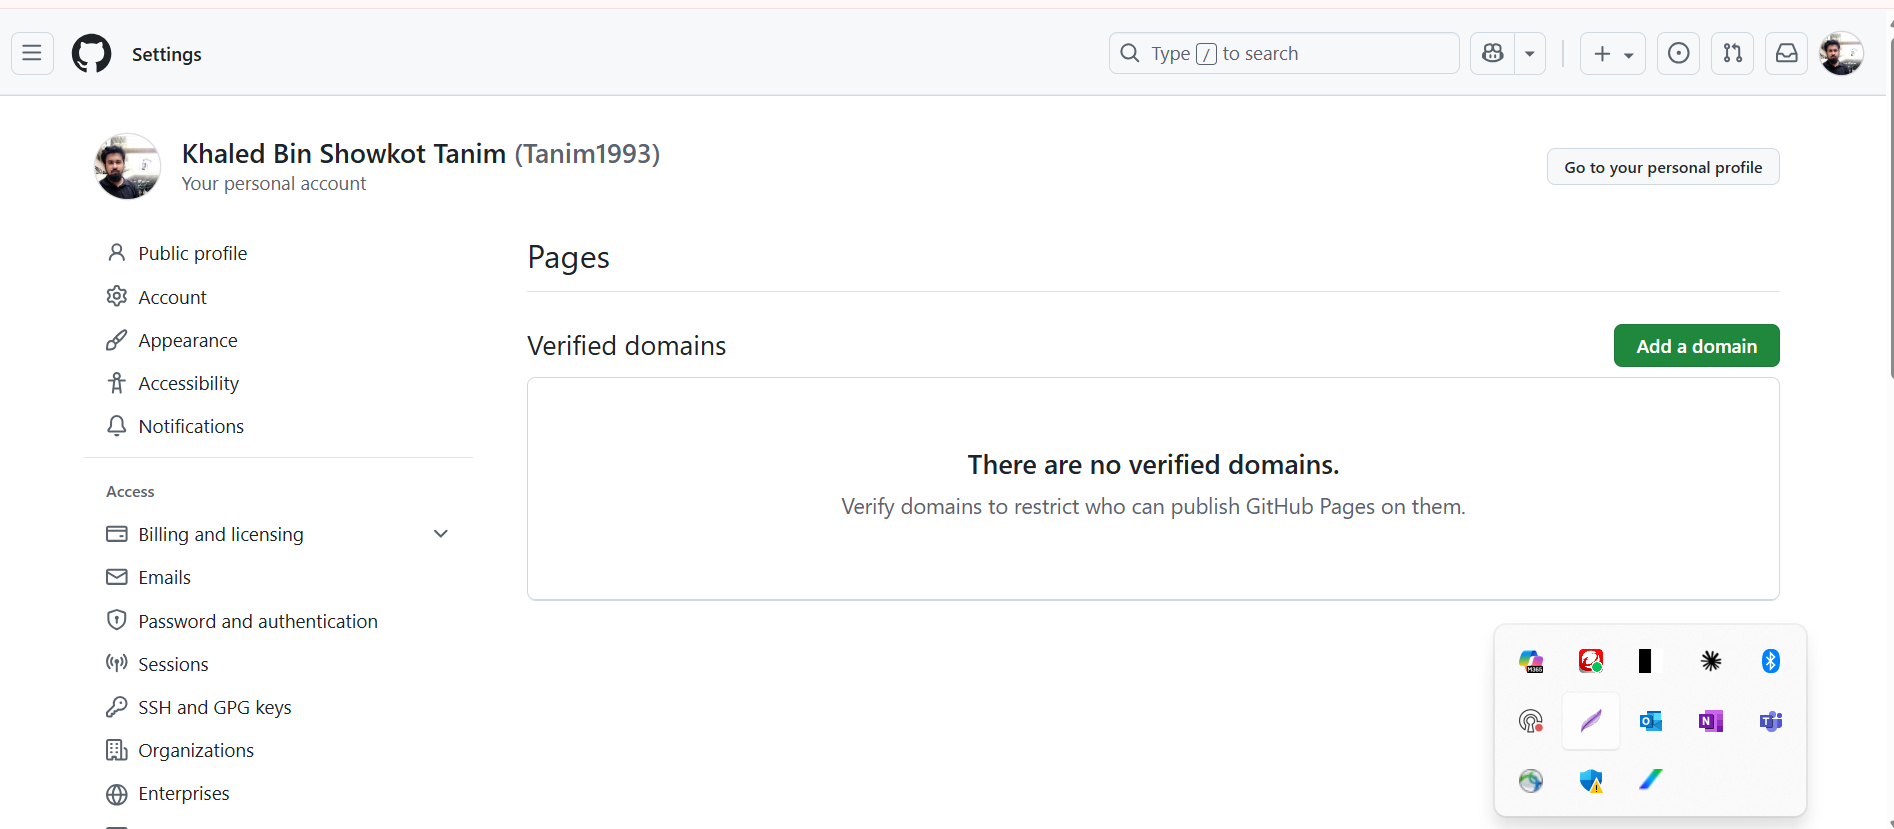 Settings
Type / to search
Khaled Bin Showkot Tanim (Tanim1993)
Your personal account
Go to your personal profile
Public profile
Account
Appearance
Accessibility
Notifications
Access
Billing and licensing
Emails
Password and authentication
Sessions
SSH and GPG keys
Organizations
Enterprises
Pages
Verified domains
Add a domain
There are no verified domains.
Verify domains to restrict who can publish GitHub Pages on them.
M365